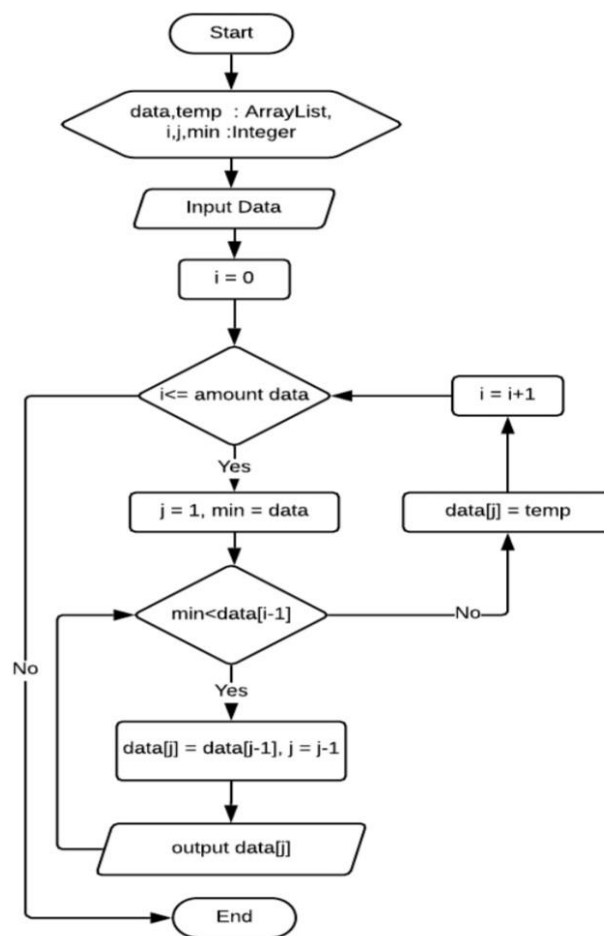 Start
data,temp : ArrayList,
i,j,min :Integer
Input Data
i = 0
i<= amount data
i = i+1
Yes
j = 1, min = data
data[j] = temp
min<data[i-1]
No
No
Yes
data[j] = data[j-1], j = j-1
output data[j]
End